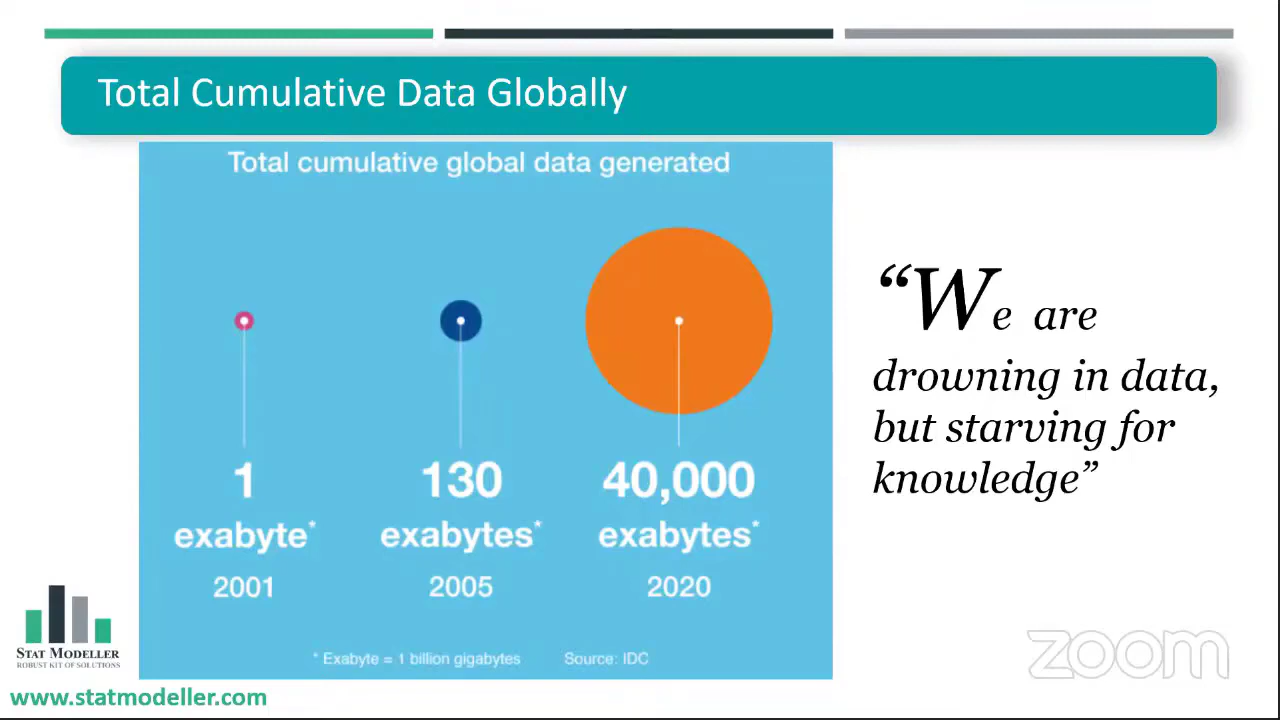 Total Cumulative Data Globally
Total cumulative global data generated
1
exabyte*
2001
130
exabytes*
2005
40,000
exabytes*
2020
* Exabyte = 1 billion gigabytes Source: IDC
“We are
drowning in data,
but starving for
knowledge”
STAT MODELLER
ROBUST KIT OF SOLUTIONS
www.statmodeller.com
zoom